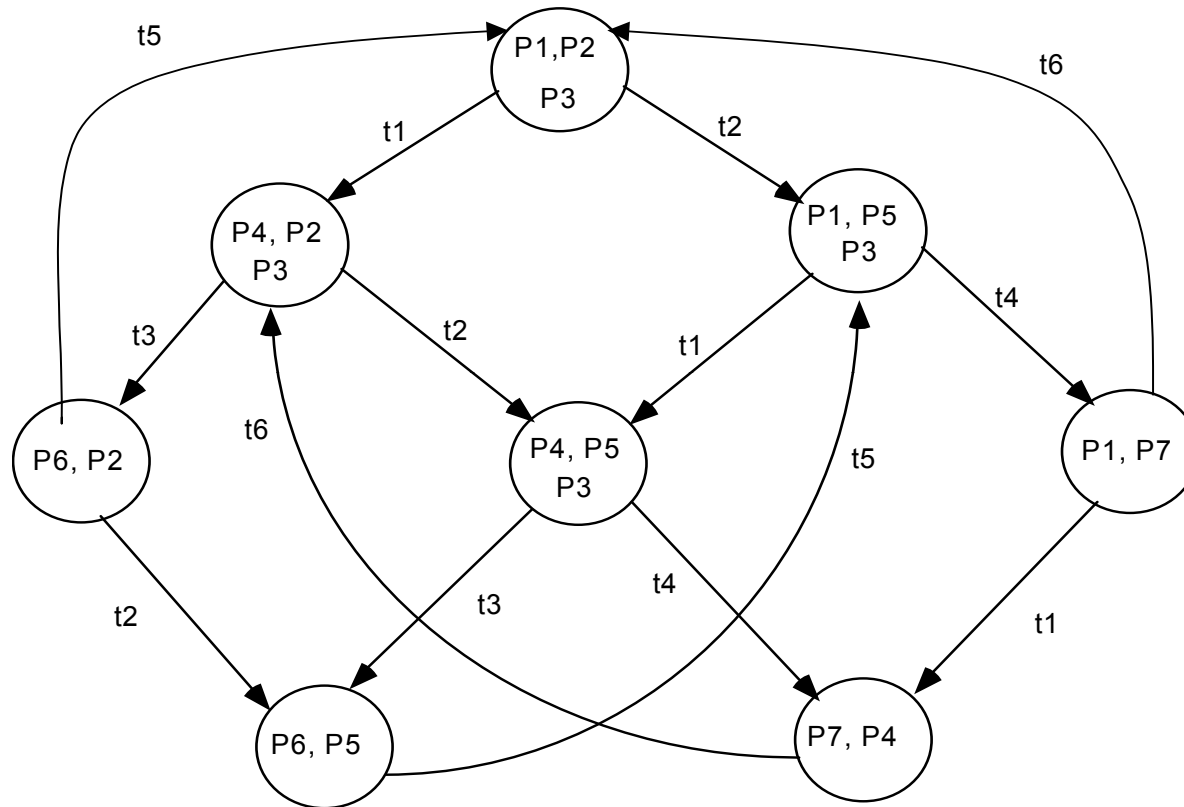 t5
P1,P2
P3
t6
t1
t2
P4, P2
P3
P1, P5
P3
t3
t2
t1
t4
t6
t5
P6, P2
P4, P5
P3
P1, P7
t2
t3
t4
t1
P6, P5
P7, P4